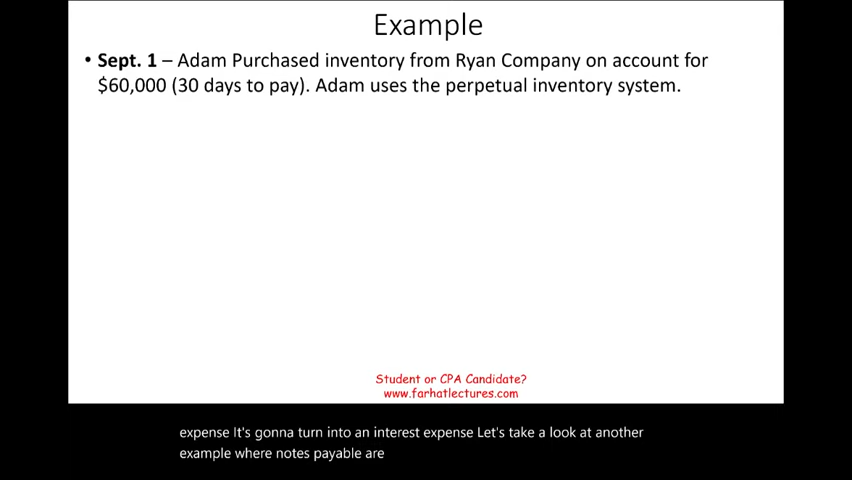 Example
• Sept. 1 – Adam Purchased inventory from Ryan Company on account for
$60,000 (30 days to pay). Adam uses the perpetual inventory system.
Student or CPA Candidate?
www.farhatlectures.com
expense It's gonna turn into an interest expense Let's take a look at another
example where notes payable are